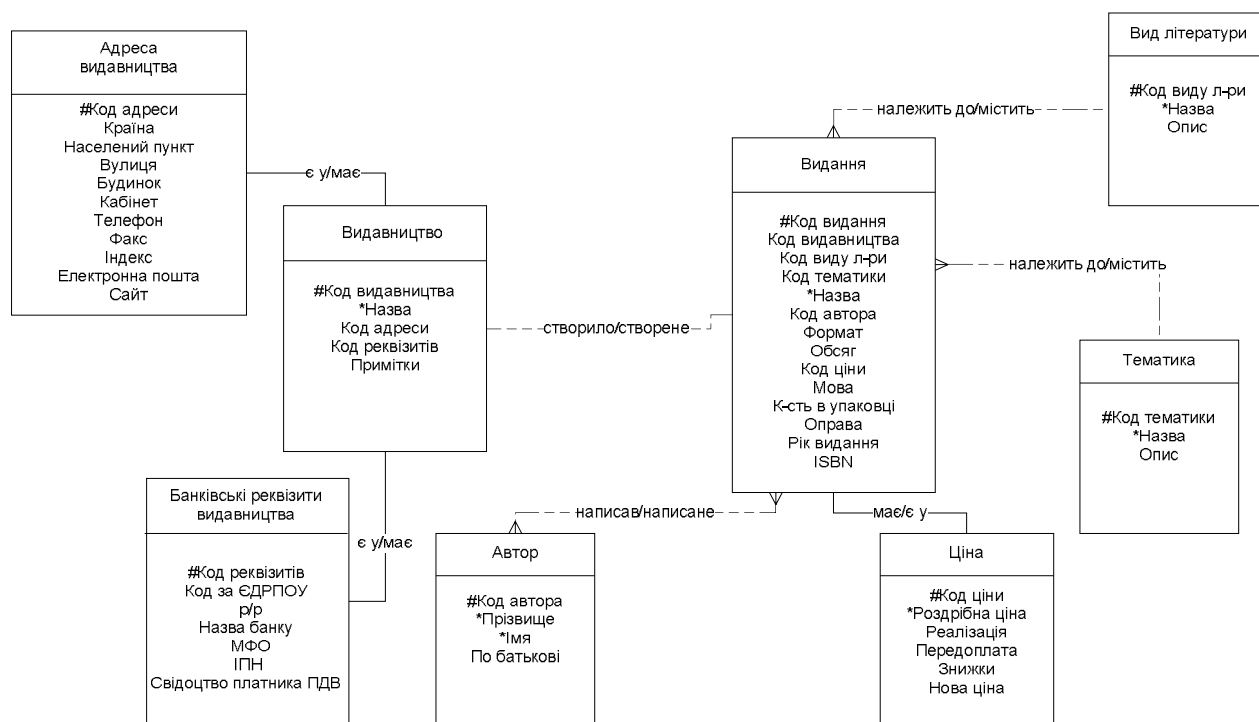 Адреса
видавництва
#Код адреси
Країна
Населений пункт
Вулиця
Будинок
Кабінет
Телефон
Факс
Індекс
Електронна пошта
Сайт
є у/має
Видавництво
#Код видавництва
*Назва
Код адреси
Код реквізитів
Примітки
є у/має
Банківські реквізити
видавництва
#Код реквізитів
Код за ЄДРПОУ
р/р
Назва банку
МФО
ІПН
Свідоцтво платника ПДВ
створило/створене
Видання
#Код видання
Код видавництва
Код виду л-ри
Код тематики
*Назва
Код автора
Формат
Обсяг
Код ціни
Мова
К-сть в упаковці
Оправа
Рік видання
ISBN
написав/написане
Автор
#Код автора
*Прізвище
*Імя
По батькові
має/є у
Ціна
#Код ціни
*Роздрібна ціна
Реалізація
Передоплата
Знижки
Нова ціна
належить до/містить
Вид літератури
#Код виду л-ри
*Назва
Опис
належить до/містить
Тематика
#Код тематики
*Назва
Опис